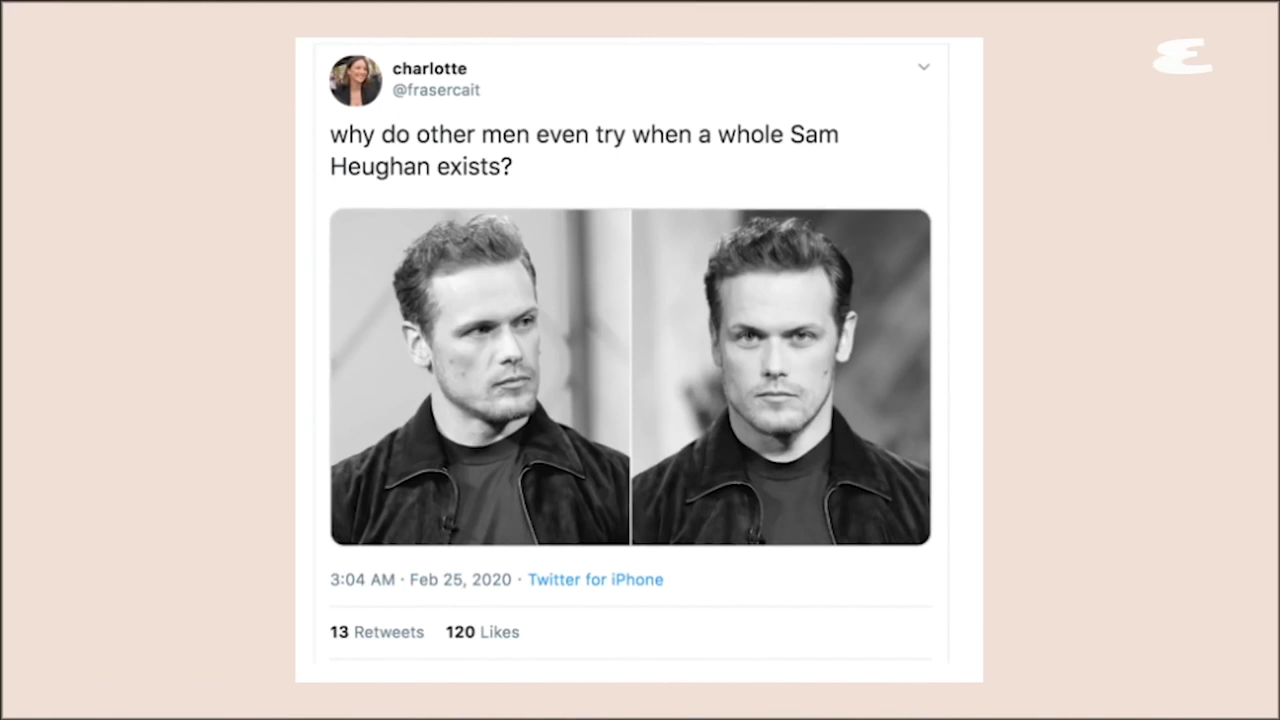 charlotte
@frasercait
why do other men even try when a whole Sam
Heughan exists?
3:04 AM · Feb 25, 2020 · Twitter for iPhone
13 Retweets 120 Likes